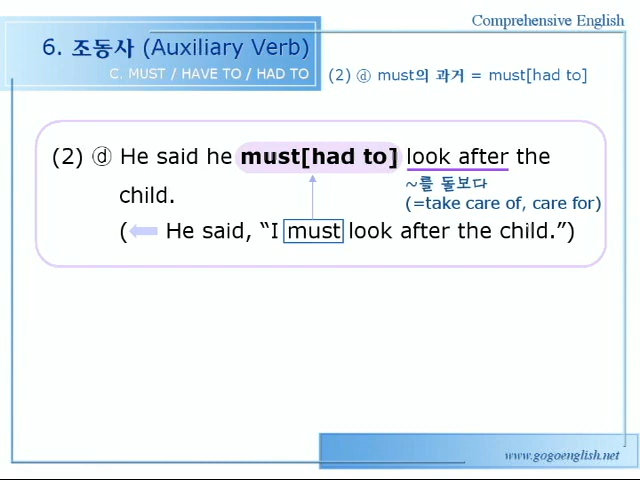 Comprehensive English
6. 조동사 (Auxiliary Verb)
C. MUST / HAVE TO / HAD TO
(2) ⓓ must의 과거 = must[had to]
(2) ⓓ He said he must[had to] look after the
~를 돌보다
child.
(=take care of, care for)
( He said, “I must look after the child.”)
www.gogoenglish.net